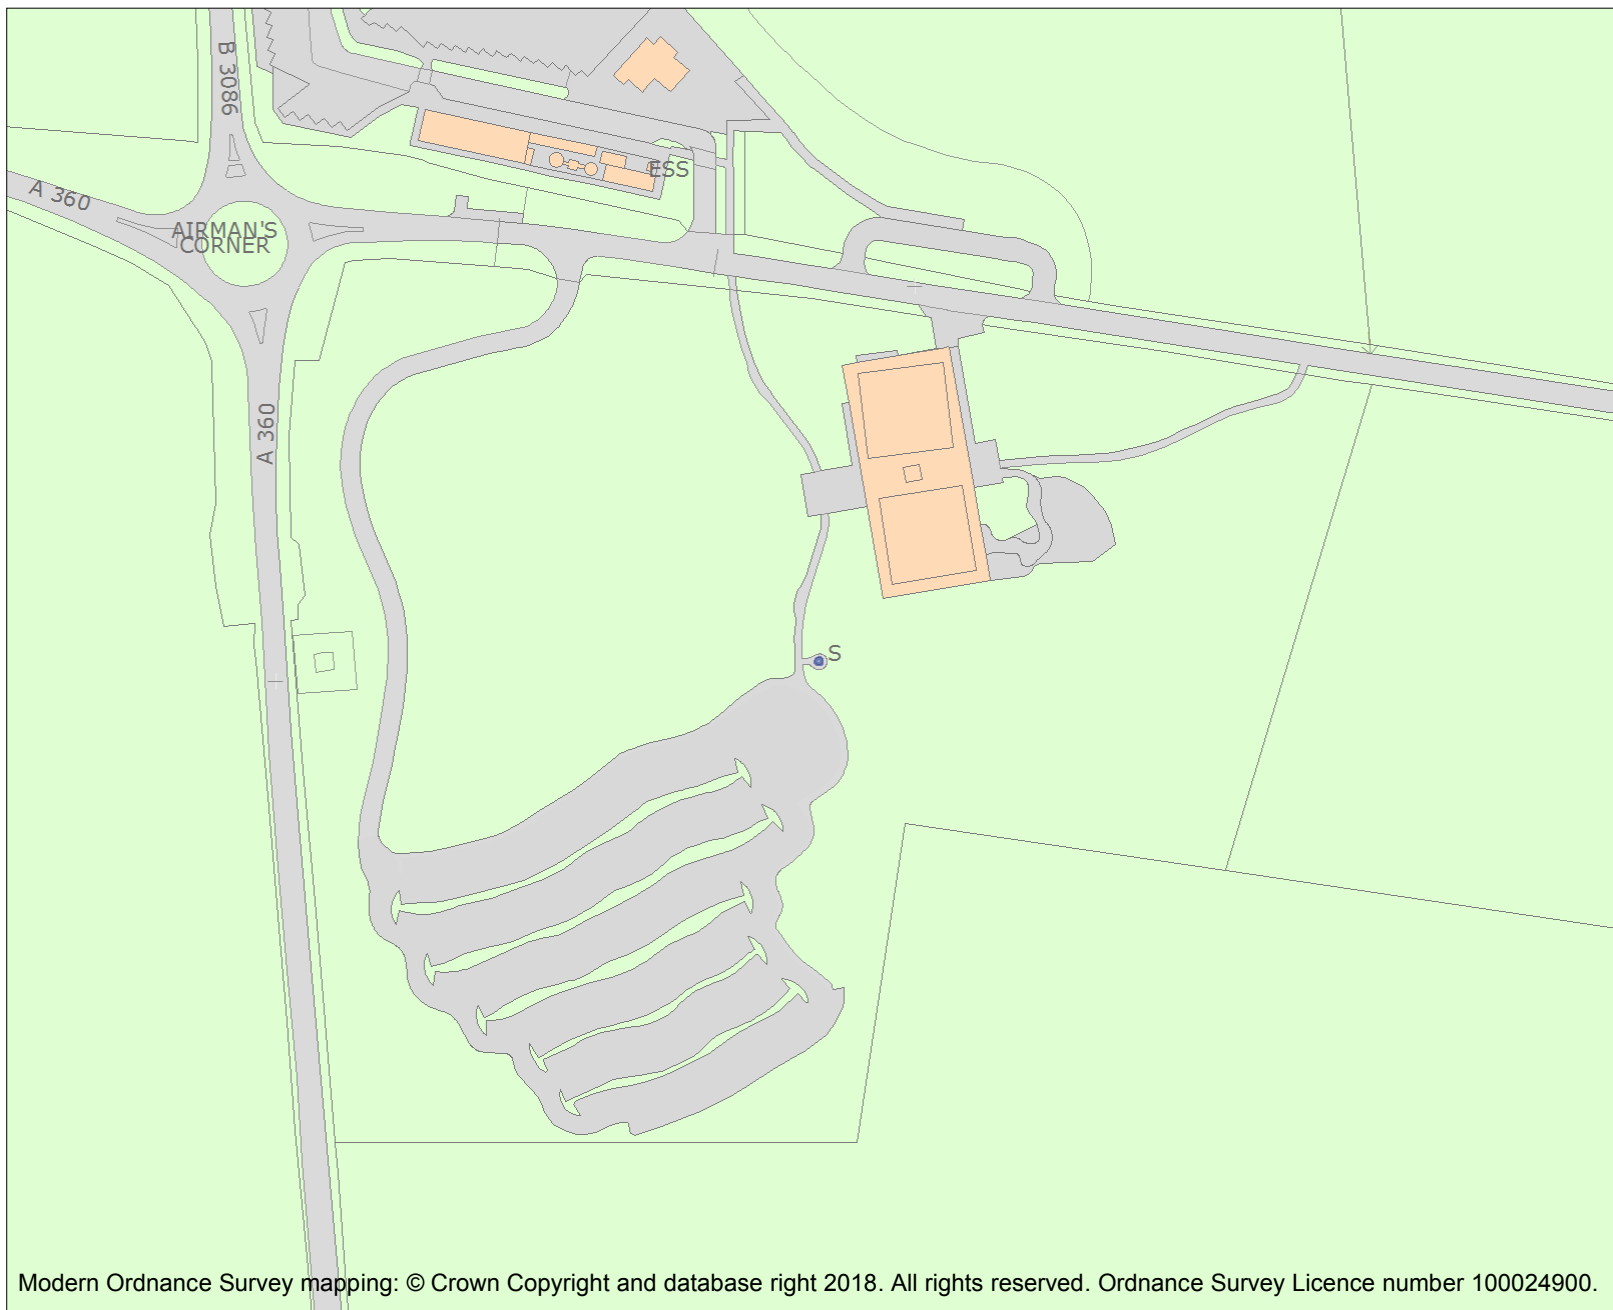 B 3086
A 360
AIRMAN'S
CORNER
ESS
A 360
S
Modern Ordnance Survey mapping: © Crown Copyright and database right 2018. All rights reserved. Ordnance Survey Licence number 100024900.